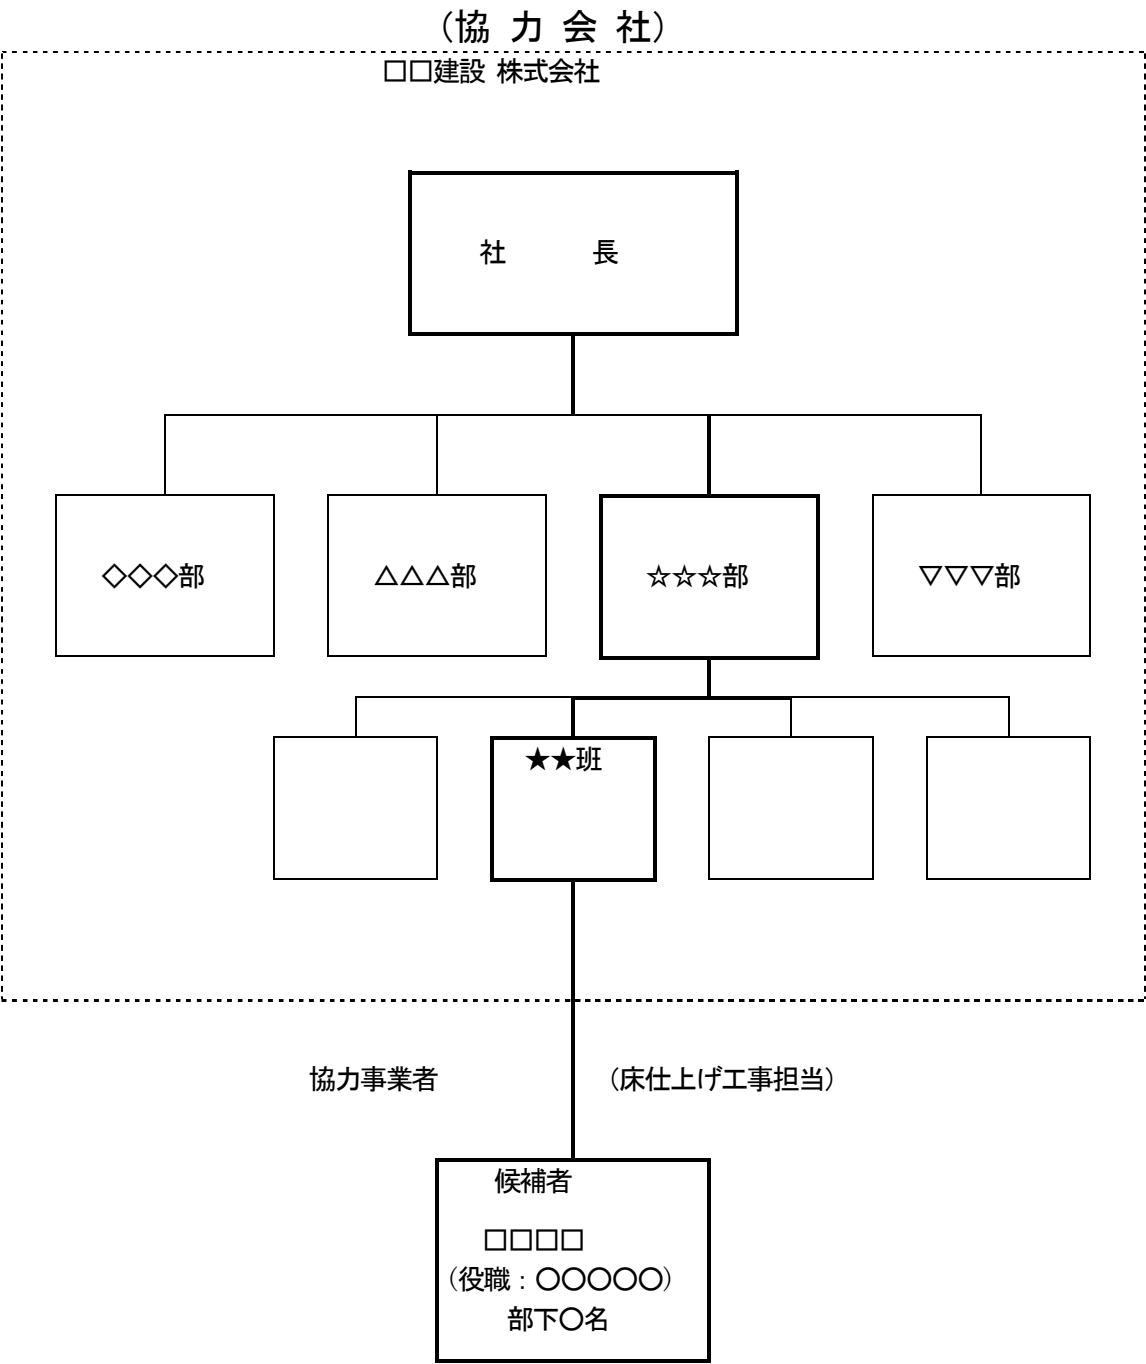 （協 力 会 社）
□□建設 株式会社
社 長
◇◇◇部
△△△部
☆☆☆部
▽▽▽部
★★班
協力事業者
（床仕上げ工事担当）
候補者
□□□□
（役職：〇〇〇〇〇）
部下〇名